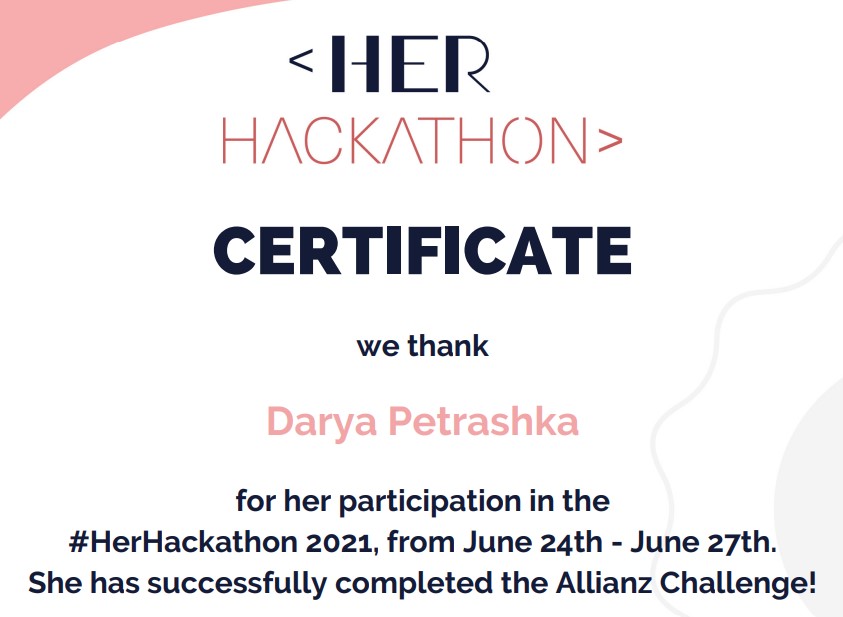 <HER
HACKATHON>
CERTIFICATE
we thank
Darya Petrashka
for her participation in the
#HerHackathon 2021, from June 24th - June 27th.
She has successfully completed the Allianz Challenge!